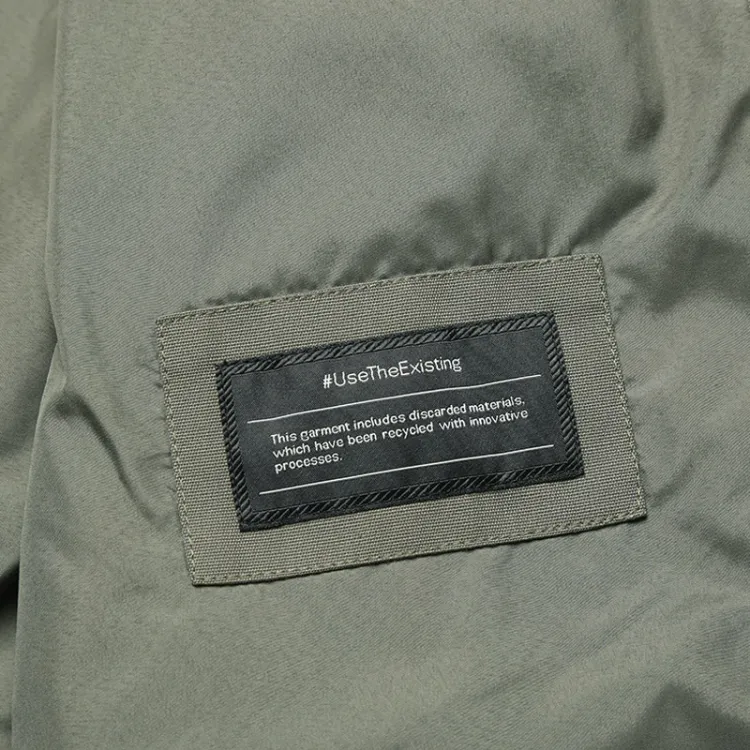 #UseTheExisting
This garment includes discarded materials,
which have been recycled with innovative
processes.